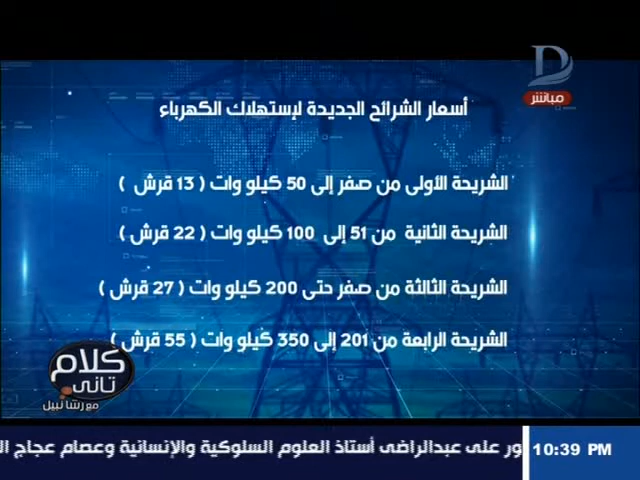 مباشر
أسعار الشرائح الجديدة لإستهلاك الكهرباء
الشريحة الأولى من صفر إلى 50 كيلو وات ( 13 قرش )
الشريحة الثانية من 51 إلى 100 كيلو وات ( 22 قرش )
الشريحة الثالثة من صفر حتى 200 كيلو وات ( 27 قرش )
الشريحة الرابعة من 201 إلى 350 كيلو وات ( 55 قرش )
كلام
تانى
مع رشا نبيل
ور على عبدالراضى أستاذ العلوم السلوكية والإنسانية وعصام عجاج ال
10:39 PM